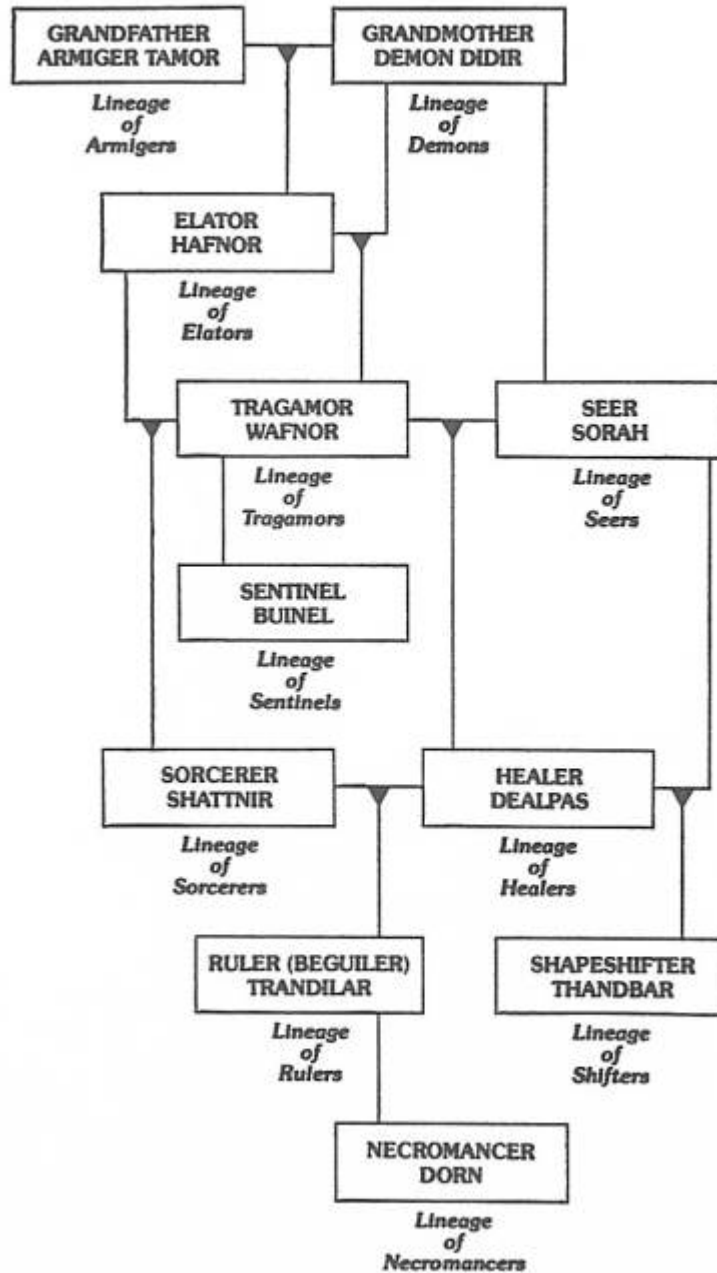 GRANDFATHER
ARMIGER TAMOR
GRANDMOTHER
DEMON DIDIR
Lineage
of
Armigers
Lineage
of
Demons
ELATOR
HAFNOR
Lineage
of
Elators
TRAGAMOR
WAFNOR
SEER
SORAH
Lineage
of
Tragamors
Lineage
of
Seers
SENTINEL
BUINEL
Lineage
of
Sentinels
SORCERER
SHATTNIR
HEALER
DEALPAS
Lineage
of
Sorcerers
Lineage
of
Healers
RULER (BEGUILER)
TRANDILAR
SHAPESHIFTER
THANDBAR
Lineage
of
Rulers
Lineage
of
Shifters
NECROMANCER
DORN
Lineage
of
Necromancers